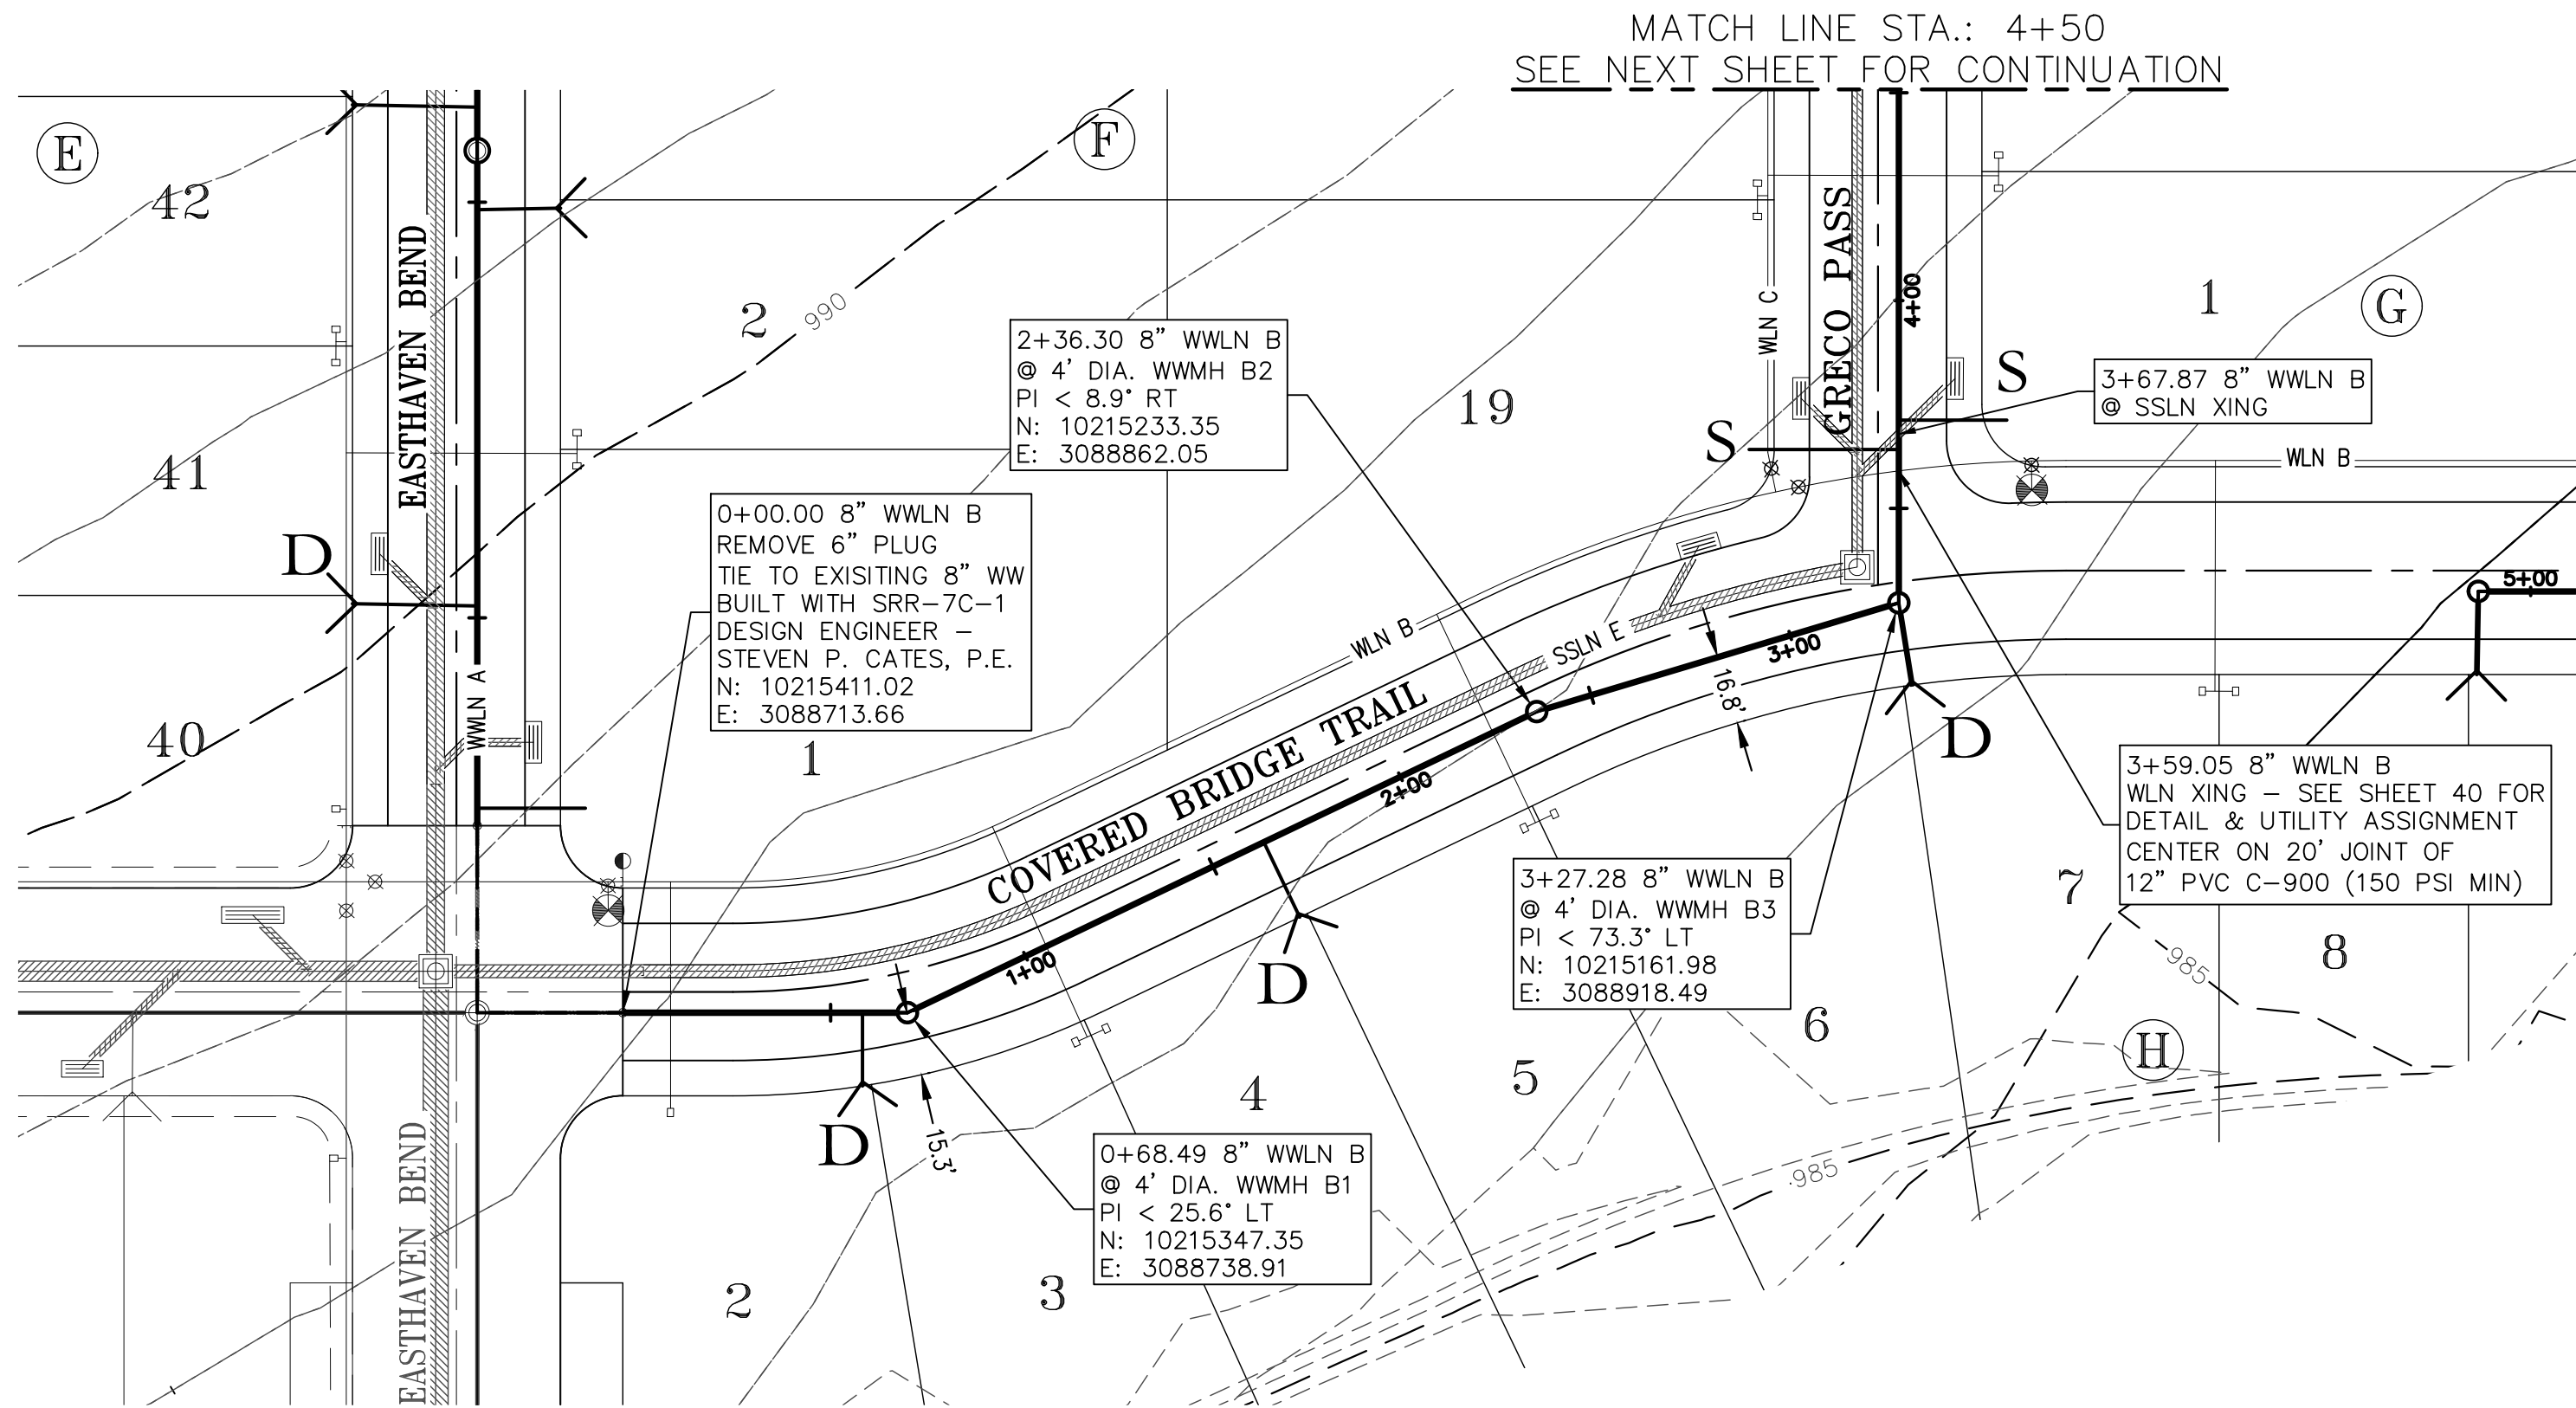 MATCH LINE STA.: 4+50
SEE NEXT SHEET FOR CONTINUATION
E
F
G
H
42
41
40
2
1
19
1
EASTHAVEN BEND
EASTHAVEN BEND
WWLN A
990
GRECO PASS
WLN C
4+00
S
S
D
2+36.30 8” WWLN B
@ 4' DIA. WWMH B2
PI < 8.9° RT
N: 10215233.35
E: 3088862.05
3+67.87 8” WWLN B
@ SSLN XING
WLN B
0+00.00 8” WWLN B
REMOVE 6” PLUG
TIE TO EXISITING 8” WW
BUILT WITH SRR-7C-1
DESIGN ENGINEER -
STEVEN P. CATES, P.E.
N: 10215411.02
E: 3088713.66
WLN B
SSLN E
COVERED BRIDGE TRAIL
1+00
2+00
3+00
5+00
16.8'
15.3'
D
D
D
3+59.05 8” WWLN B
WLN XING - SEE SHEET 40 FOR
DETAIL & UTILITY ASSIGNMENT
CENTER ON 20' JOINT OF
12” PVC C-900 (150 PSI MIN)
3+27.28 8” WWLN B
@ 4' DIA. WWMH B3
PI < 73.3° LT
N: 10215161.98
E: 3088918.49
0+68.49 8” WWLN B
@ 4' DIA. WWMH B1
PI < 25.6° LT
N: 10215347.35
E: 3088738.91
2
3
4
5
6
7
8
985
985